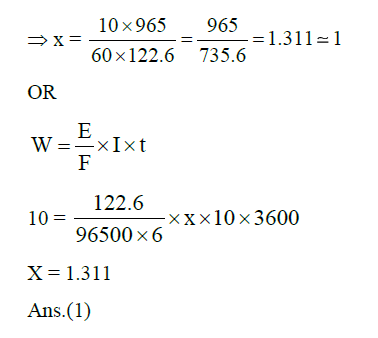 ⇒ x = 10×965 / 60×122.6 = 965 / 735.6 = 1.311 ≃ 1
OR
W = E / F × I × t
10 = 122.6 / 96500 × 6 × x × 10 × 3600
X = 1.311
Ans.(1)